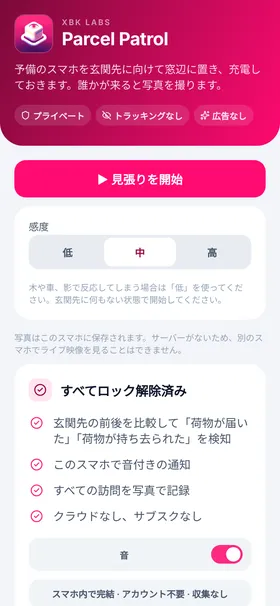 XBK LABS
Parcel Patrol
予備のスマホを玄関先に向けて窓辺に置き、充電し
ておきます。誰かが来ると写真を撮ります。
プライベート
トラッキングなし
広告なし
▶ 見張りを開始
感度
低
中
高
木や車、影で反応してしまう場合は「低」を使ってくだ
さい。玄関先に何もない状態で開始してください。
写真はこのスマホに保存されます。サーバーがないため、別のス
マホでライブ映像を見ることはできません。
すべてロック解除済み
玄関先の前後を比較して「荷物が届い
た」「荷物が持ち去られた」を検知
このスマホで音付きの通知
すべての訪問を写真で記録
クラウドなし、サブスクなし
音
スマホ内で完結 · アカウント不要 · 収集なし